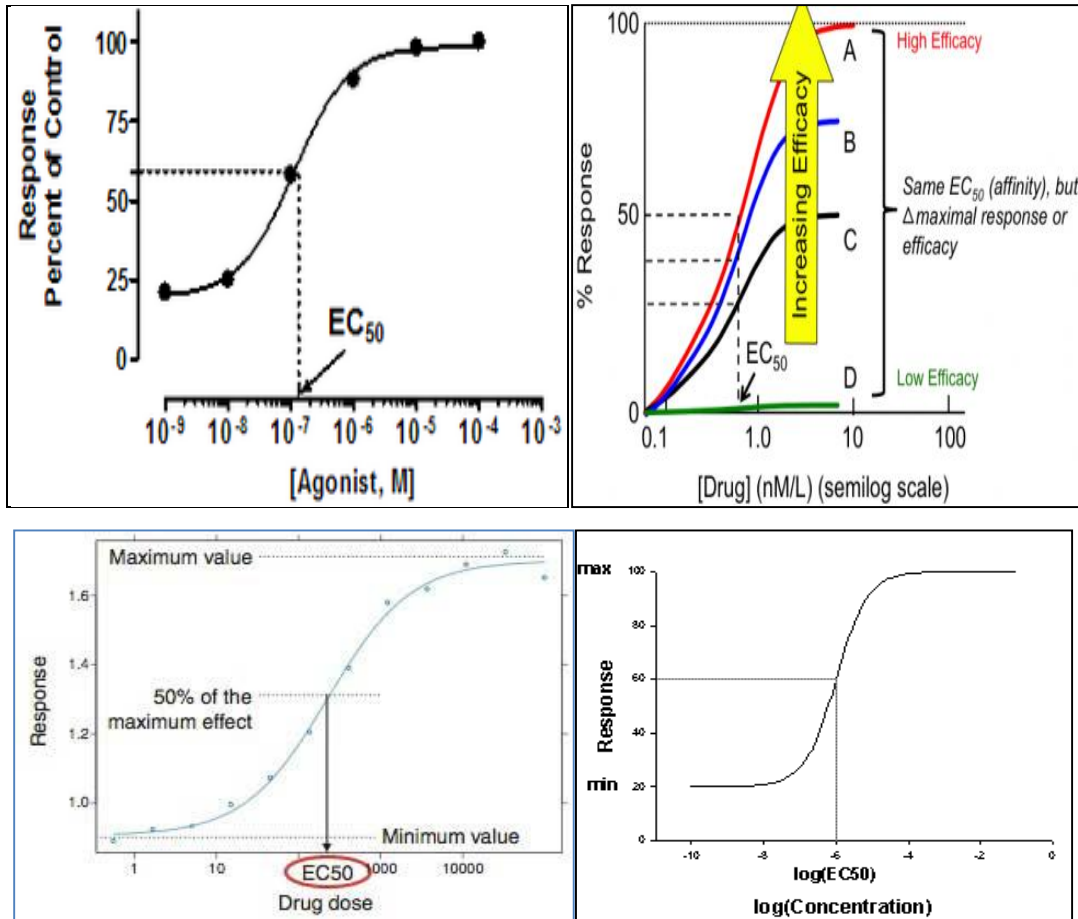 Response
Percent of Control
100
75
50
25
0
EC50
10-9
10-8
10-7
10-6
10-5
10-4
10-3
[Agonist, M]
% Response
100
50
0
Increasing Efficacy
A
B
C
D
High Efficacy
Same EC50 (affinity), but
Δ maximal response or
efficacy
Low Efficacy
EC50
0.1
1.0
10
100
[Drug] (nM/L) (semilog scale)
Response
Maximum value
1.6
1.4
50% of the
maximum effect
1.2
1.0
Minimum value
1
10
EC50
1000
10000
Drug dose
Response
max
100
80
60
40
min
20
0
-10
-8
-6
-4
-2
0
log(EC50)
log(Concentration)